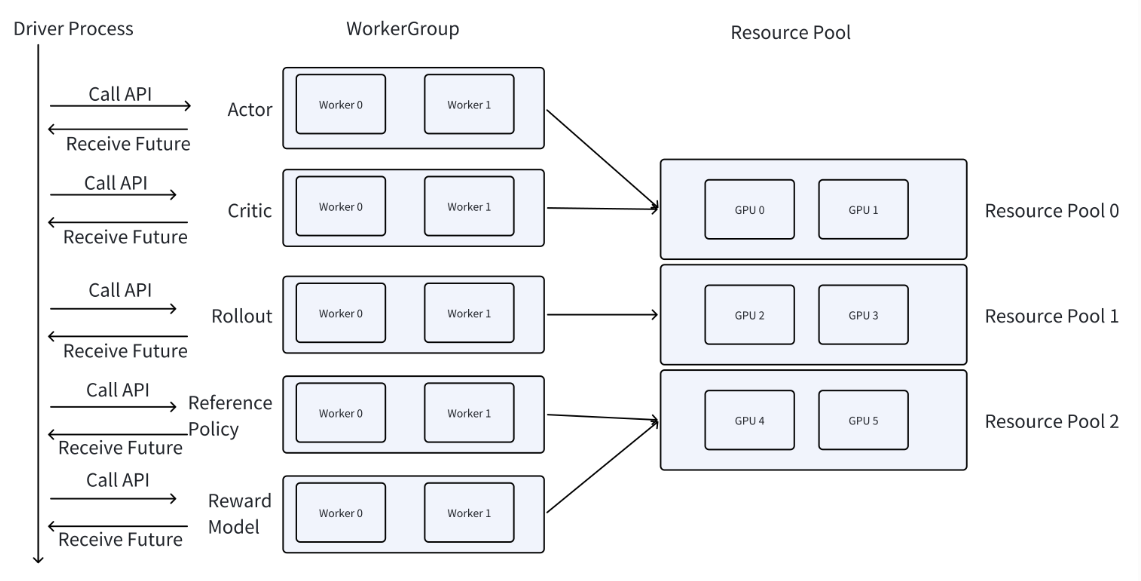 Driver Process
WorkerGroup
Resource Pool
Call API
Receive Future
Actor
Worker 0
Worker 1
Call API
Receive Future
Critic
Worker 0
Worker 1
GPU 0
GPU 1
Resource Pool 0
Call API
Receive Future
Rollout
Worker 0
Worker 1
GPU 2
GPU 3
Resource Pool 1
Call API
Receive Future
Reference
Policy
Worker 0
Worker 1
GPU 4
GPU 5
Resource Pool 2
Call API
Receive Future
Reward
Model
Worker 0
Worker 1